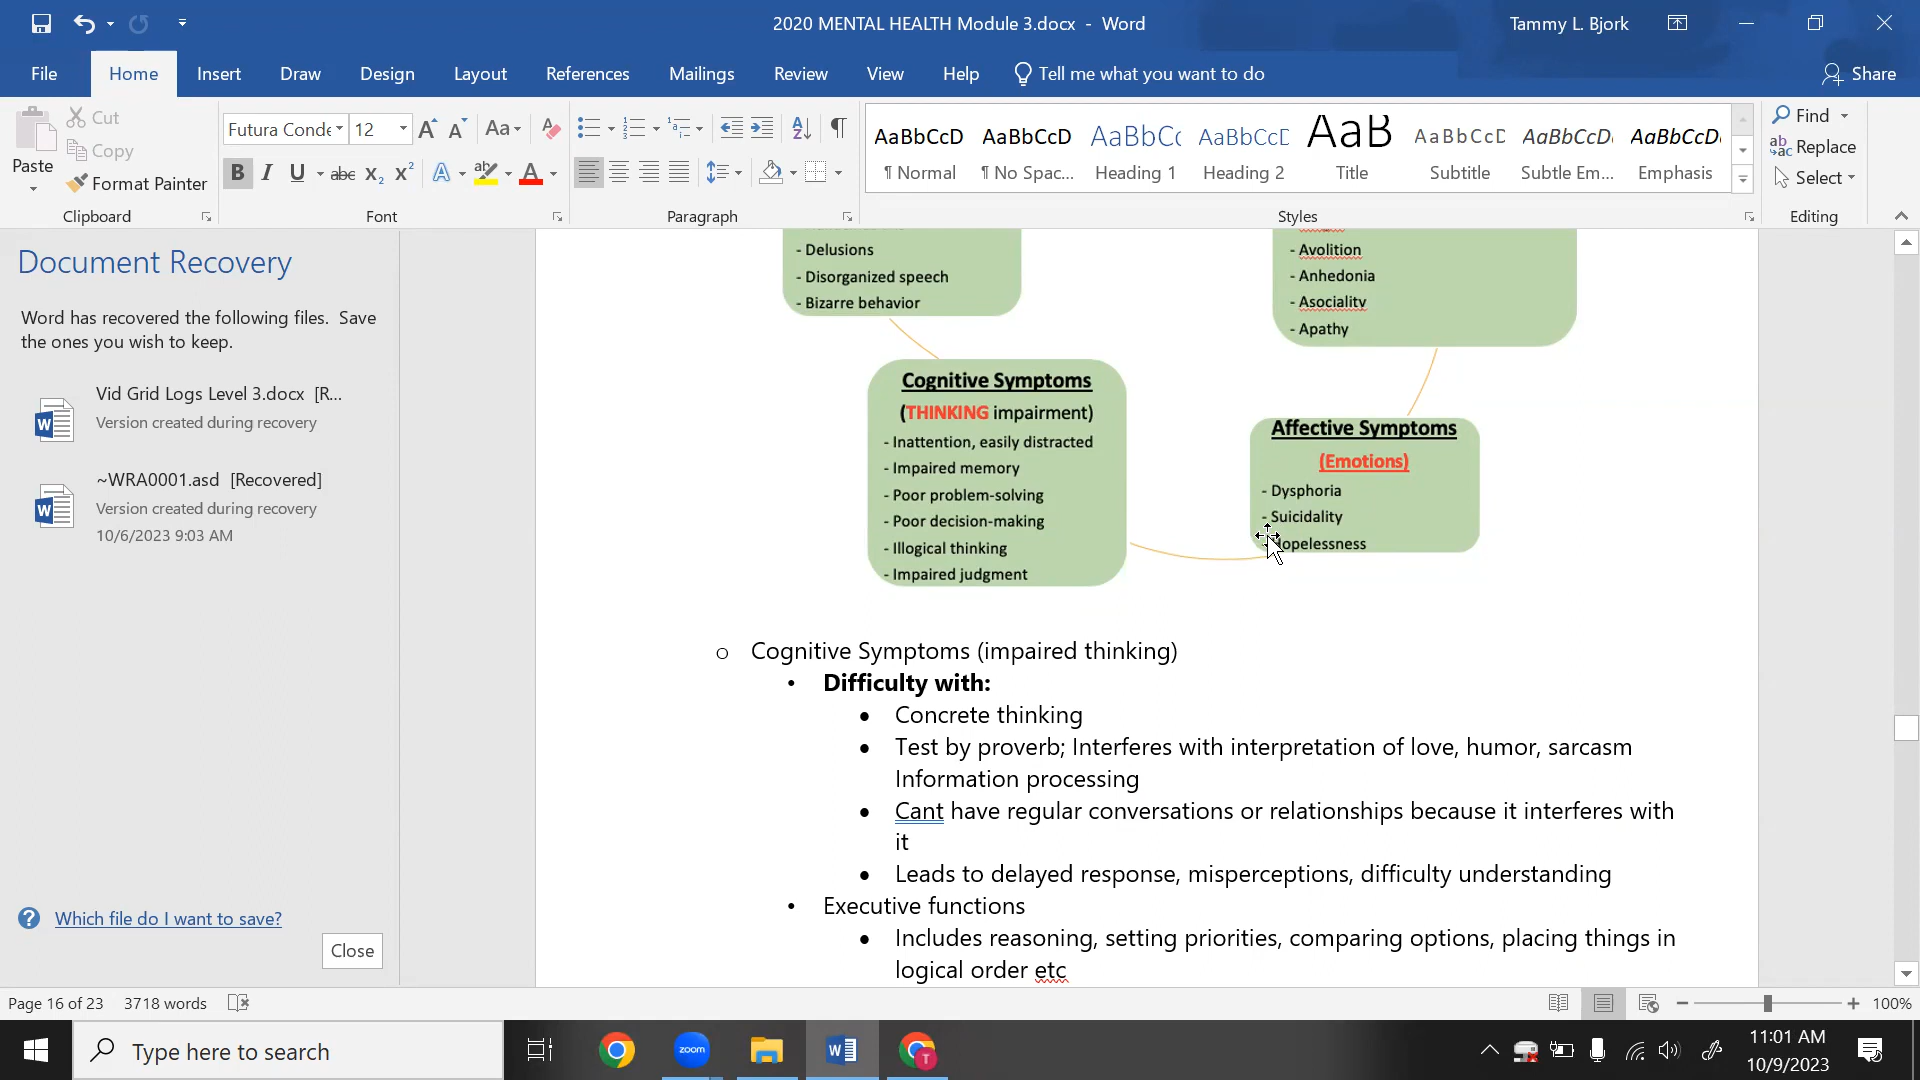 2020 MENTAL HEALTH Module 3.docx - Word
Tammy L. Bjork
File Home Insert Draw Design Layout References Mailings Review View Help Tell me what you want to do Share
Paste
Cut
Copy
Format Painter
Clipboard
Futura Conde 12
Font
Paragraph
AaBbCcD AaBbCcD AaBbCc AaBbCcD AaB AaBbCcD AaBbCcD AaBbCcD
¶ Normal ¶ No Spac... Heading 1 Heading 2 Title Subtitle Subtle Em... Emphasis
Styles
Find
Replace
Select
Editing
Document Recovery
Word has recovered the following files. Save
the ones you wish to keep.
Vid Grid Logs Level 3.docx [R...
Version created during recovery
~WRA0001.asd [Recovered]
Version created during recovery
10/6/2023 9:03 AM
Which file do I want to save?
Close
- Delusions
- Disorganized speech
- Bizarre behavior
- Avolition
- Anhedonia
- Asociality
- Apathy
Cognitive Symptoms
(THINKING impairment)
- Inattention, easily distracted
- Impaired memory
- Poor problem-solving
- Poor decision-making
- Illogical thinking
- Impaired judgment
Affective Symptoms
(Emotions)
- Dysphoria
- Suicidality
- Hopelessness
o Cognitive Symptoms (impaired thinking)
• Difficulty with:
• Concrete thinking
• Test by proverb; Interferes with interpretation of love, humor, sarcasm
Information processing
• Cant have regular conversations or relationships because it interferes with
it
• Leads to delayed response, misperceptions, difficulty understanding
• Executive functions
• Includes reasoning, setting priorities, comparing options, placing things in
logical order etc
Page 16 of 23 3718 words
100%
Type here to search
zoom
T
11:01 AM
10/9/2023